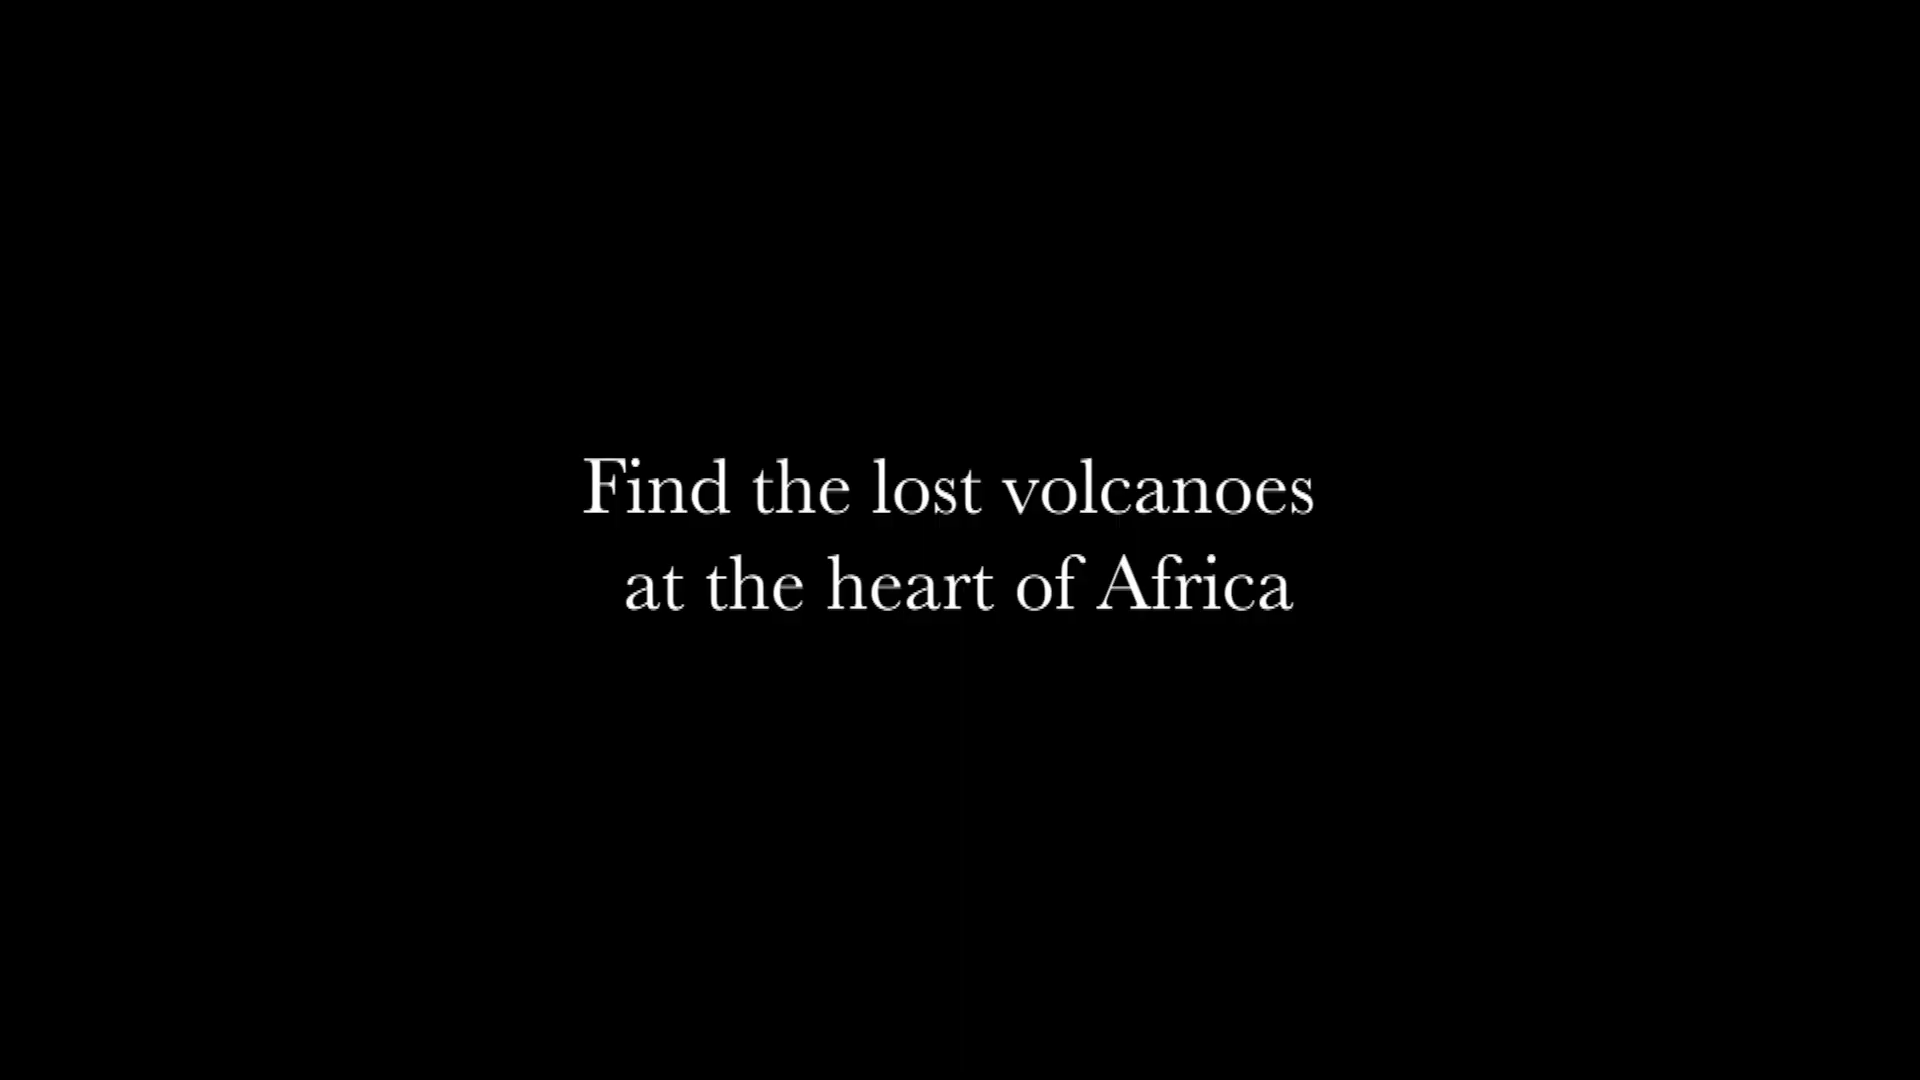 Find the lost volcanoes
at the heart of Africa